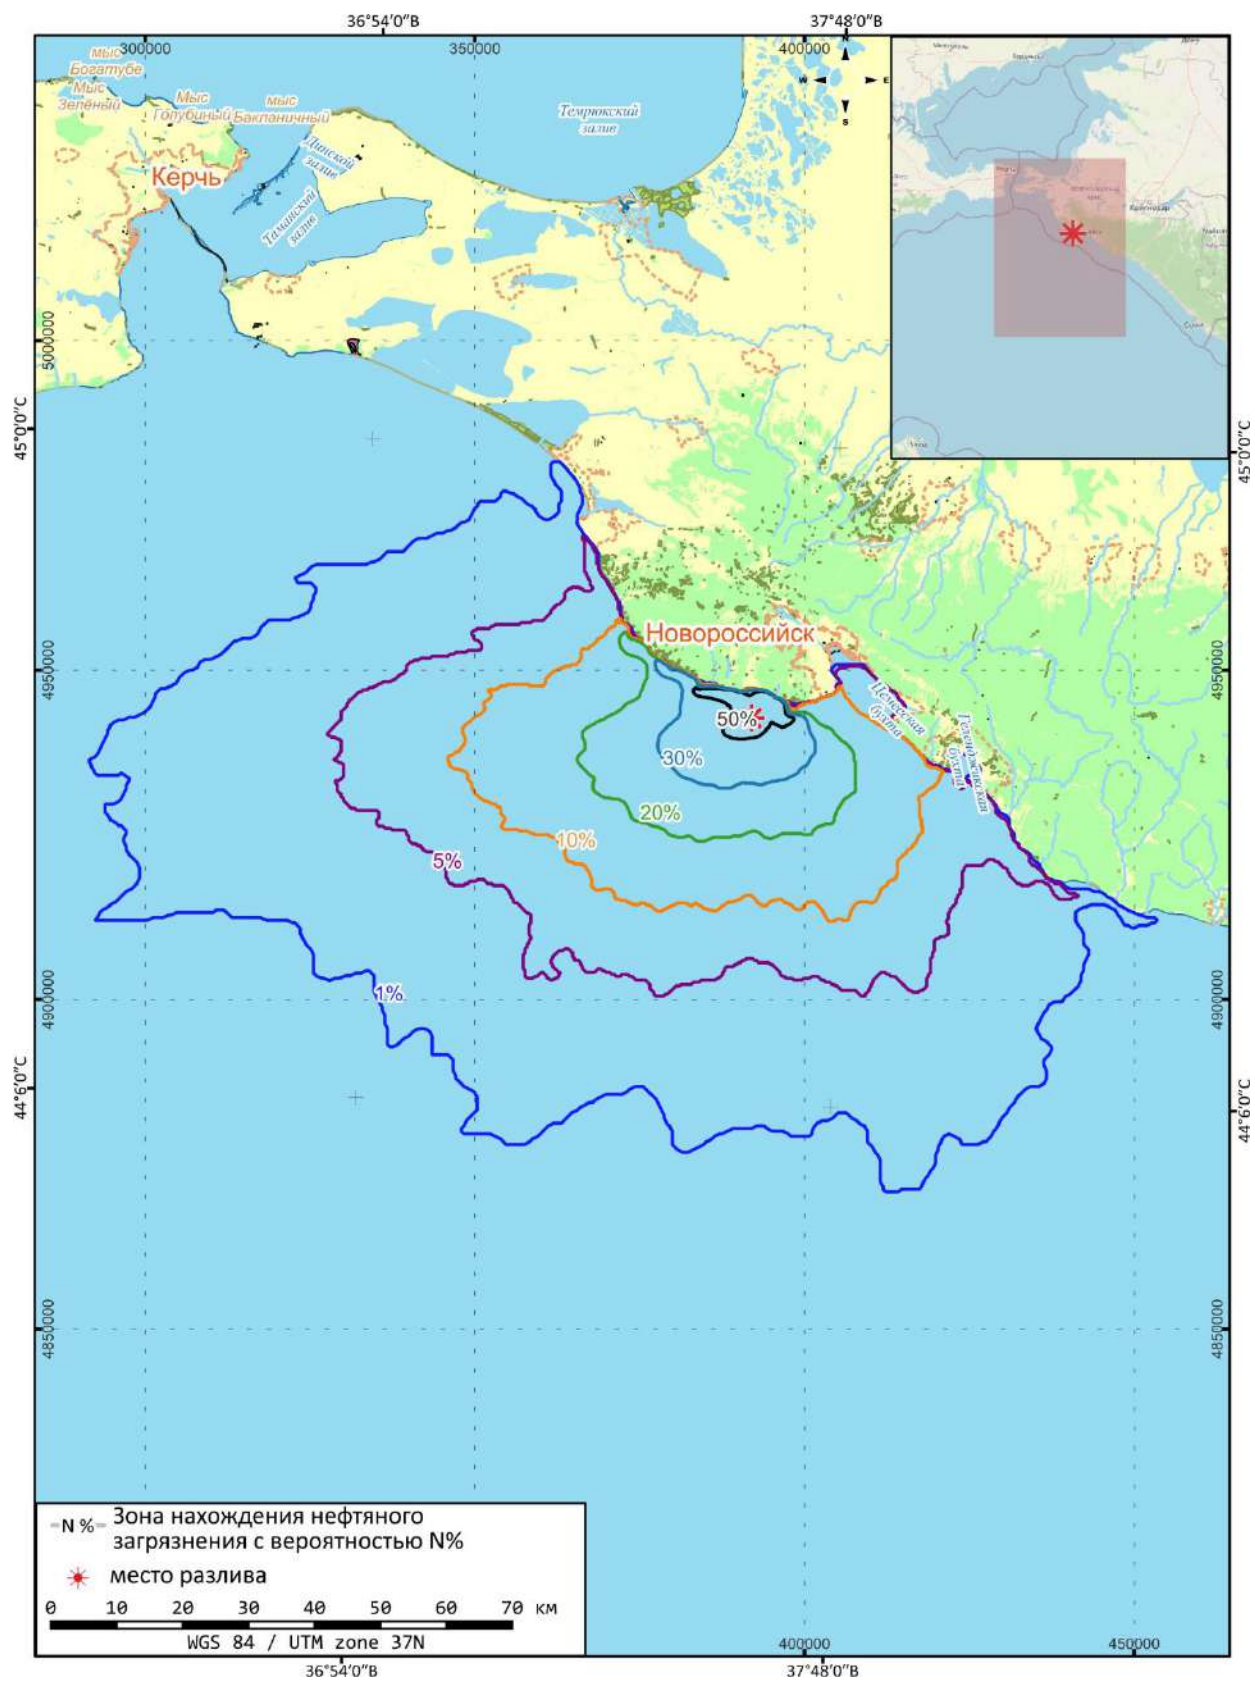 36°54′0″В
37°48′0″В
300000
350000
400000
мыс
Богатубе
Мыс
Зелёный
Мыс
Голубиный
мыс
Бакланичный
Темрюкский
залив
N
W
E
S
Динской
залив
Керчь
Таманский
залив
Краснодар
Сочи
5000000
45°0′0″С
45°0′0″С
Новороссийск
4950000
4950000
Цемесская
бухта
Геленджикская
бухта
50%
30%
20%
10%
5%
1%
4900000
4900000
44°6′0″С
44°6′0″С
4850000
4850000
N % Зона нахождения нефтяного
загрязнения с вероятностью N%
место разлива
0 10 20 30 40 50 60 70 км
WGS 84 / UTM zone 37N
400000
450000
36°54′0″В
37°48′0″В